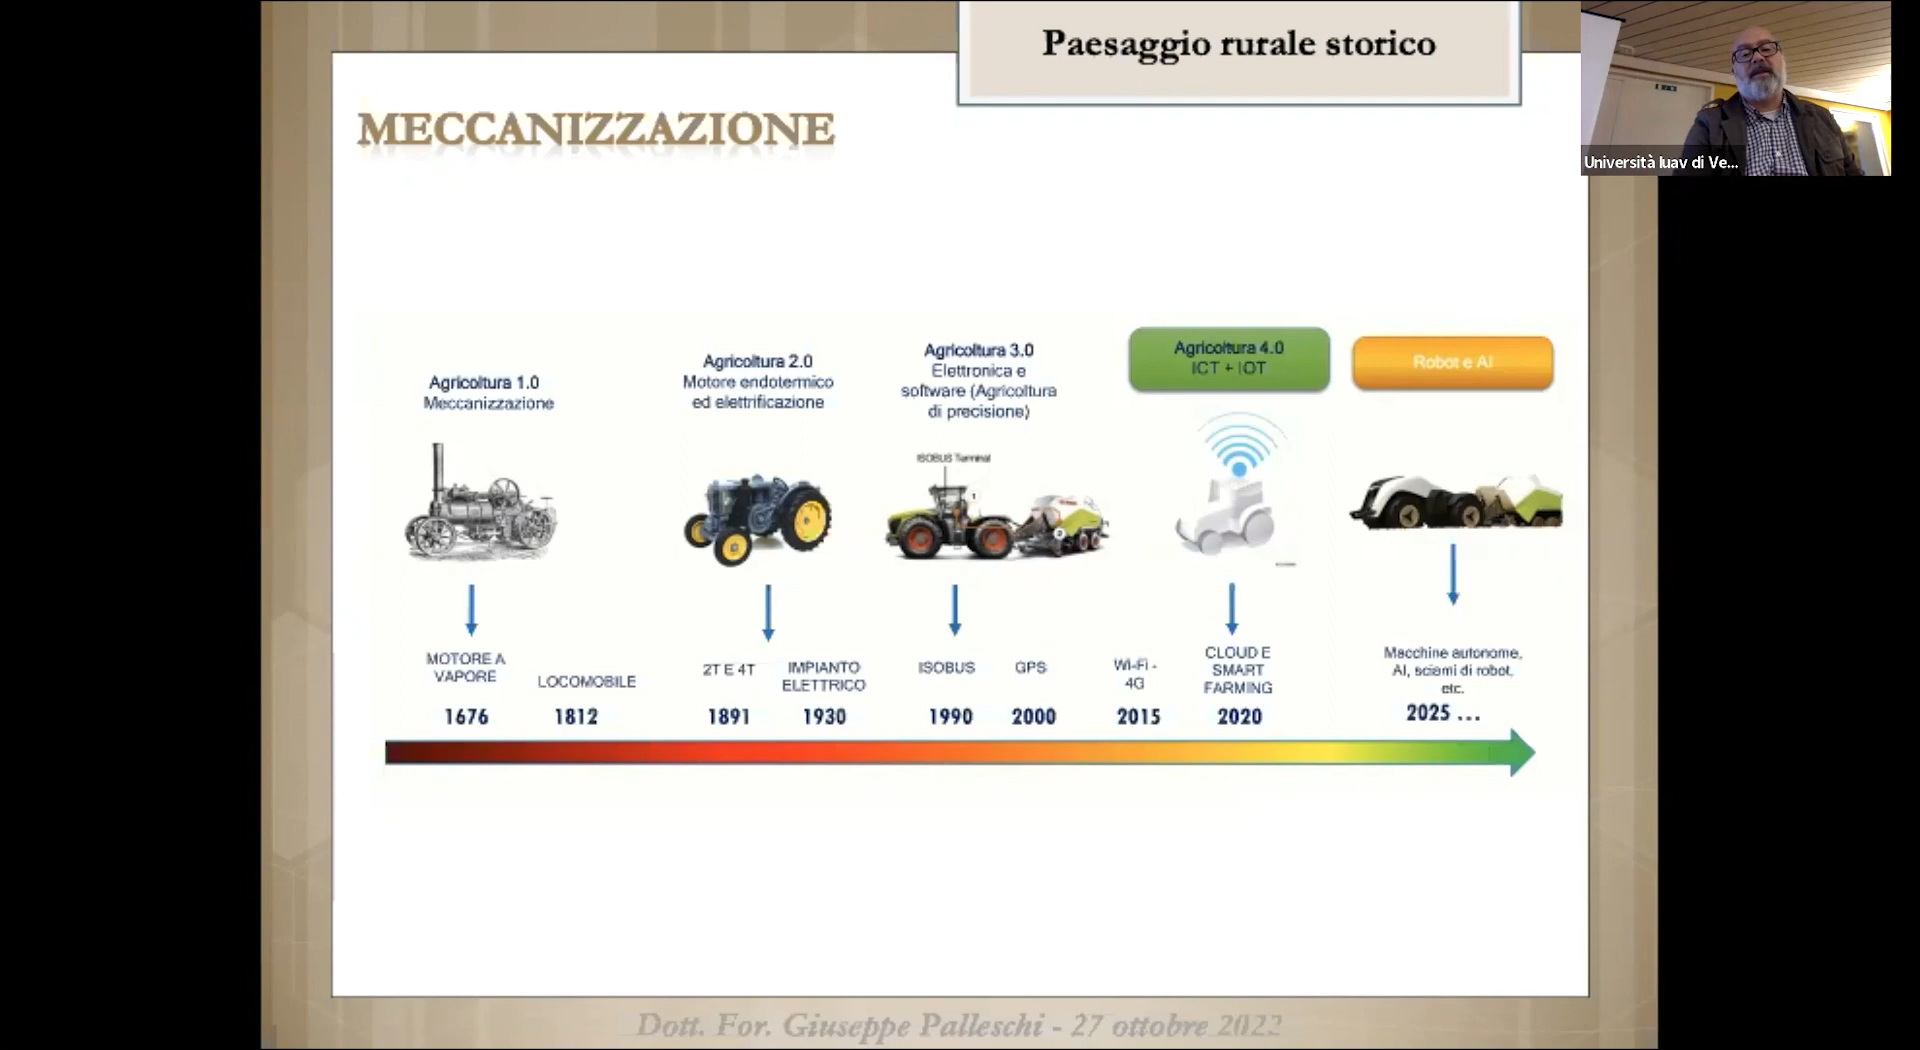 Paesaggio rurale storico
Università Iuav di Ve...
MECCANIZZAZIONE
Agricoltura 1.0
Meccanizzazione
Agricoltura 2.0
Motore endotermico
ed elettrificazione
Agricoltura 3.0
Elettronica e
software (Agricoltura
di precisione)
Agricoltura 4.0
ICT + IOT
Robot e AI
ISOBUS Terminal
1
2
MOTORE A
VAPORE
1676
LOCOMOBILE
1812
2T E 4T
1891
IMPIANTO
ELETTRICO
1930
ISOBUS
1990
GPS
2000
Wi-Fi -
4G
2015
CLOUD E
SMART
FARMING
2020
Macchine autonome,
AI, sciami di robot,
etc.
2025 ...
Dott. For. Giuseppe Palleschi - 27 ottobre 2022